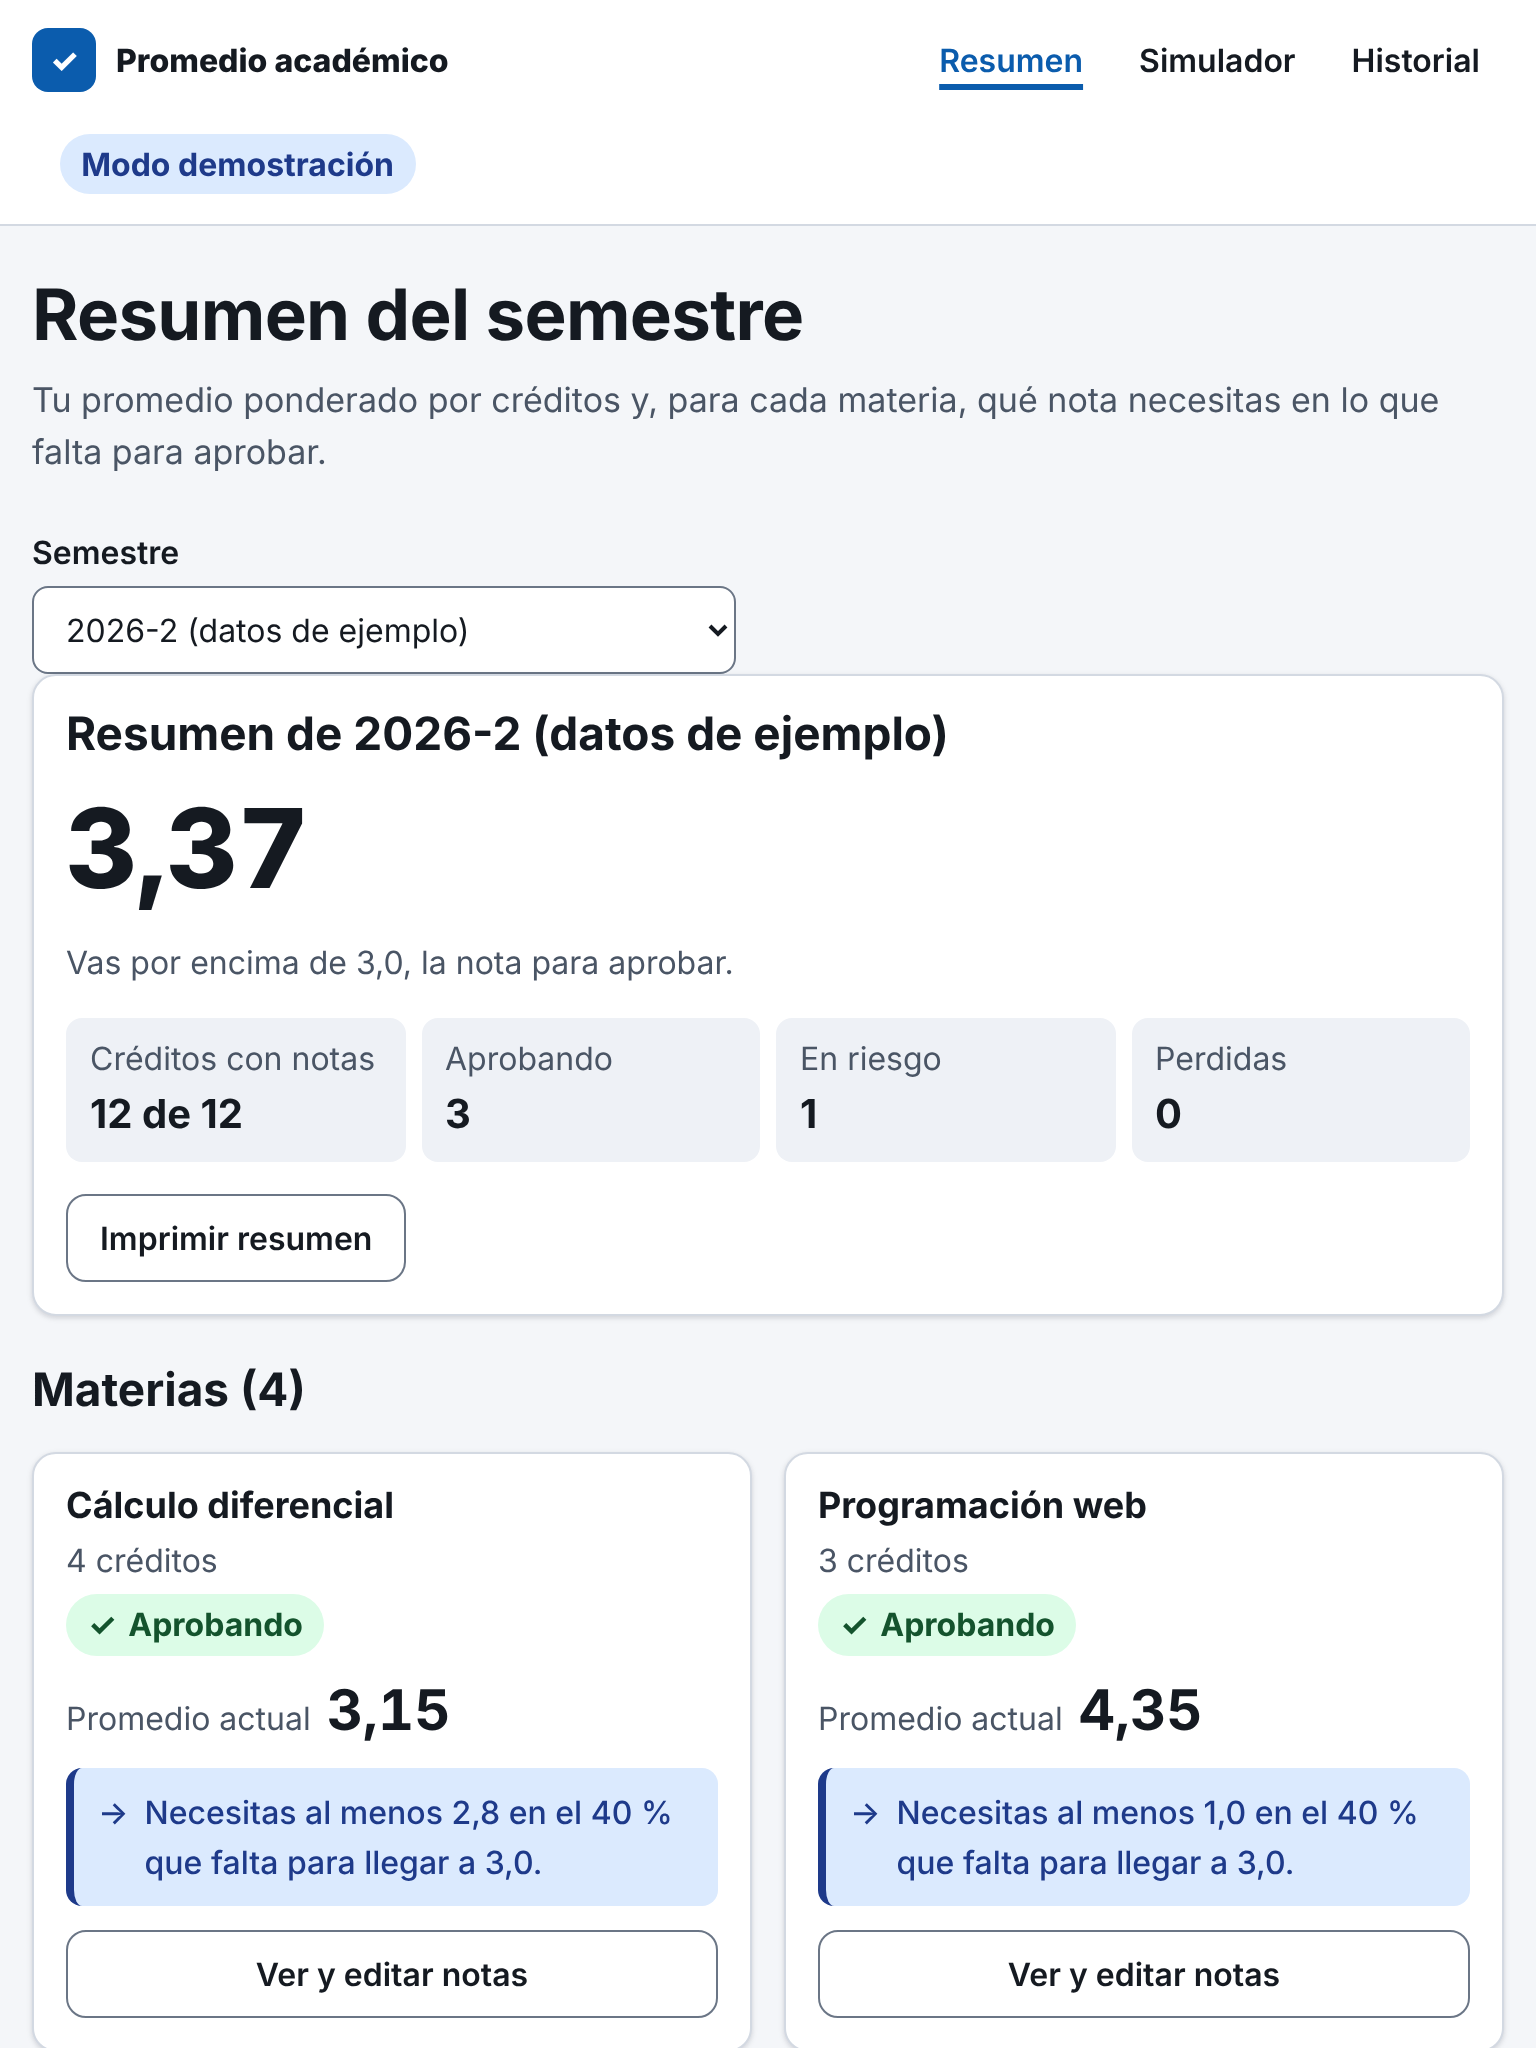 Promedio académico
Resumen
Simulador
Historial
Modo demostración
Resumen del semestre
Tu promedio ponderado por créditos y, para cada materia, qué nota necesitas en lo que
falta para aprobar.
Semestre
2026-2 (datos de ejemplo)
Resumen de 2026-2 (datos de ejemplo)
3,37
Vas por encima de 3,0, la nota para aprobar.
Créditos con notas
12 de 12
Aprobando
3
En riesgo
1
Perdidas
0
Imprimir resumen
Materias (4)
Cálculo diferencial
4 créditos
✓ Aprobando
Promedio actual 3,15
→ Necesitas al menos 2,8 en el 40 %
que falta para llegar a 3,0.
Ver y editar notas
Programación web
3 créditos
✓ Aprobando
Promedio actual 4,35
→ Necesitas al menos 1,0 en el 40 %
que falta para llegar a 3,0.
Ver y editar notas